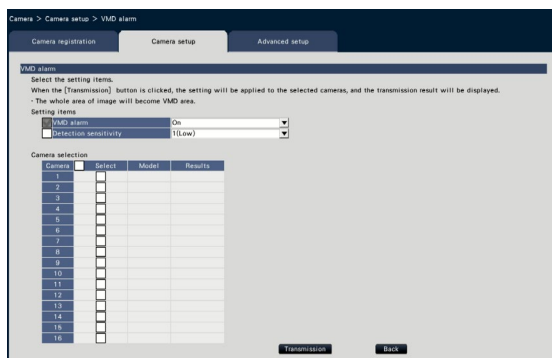 Camera > Camera setup > VMD alarm
Camera registration
Camera setup
Advanced setup
VMD alarm
Select the setting items.
When the [Transmission] button is clicked, the setting will be applied to the selected cameras, and the transmission result will be displayed.
· The whole area of image will become VMD area.
Setting items
VMD alarm On
Detection sensitivity 1(Low)
Camera selection
Camera Select Model Results
1
2
3
4
5
6
7
8
9
10
11
12
13
14
15
16
Transmission Back